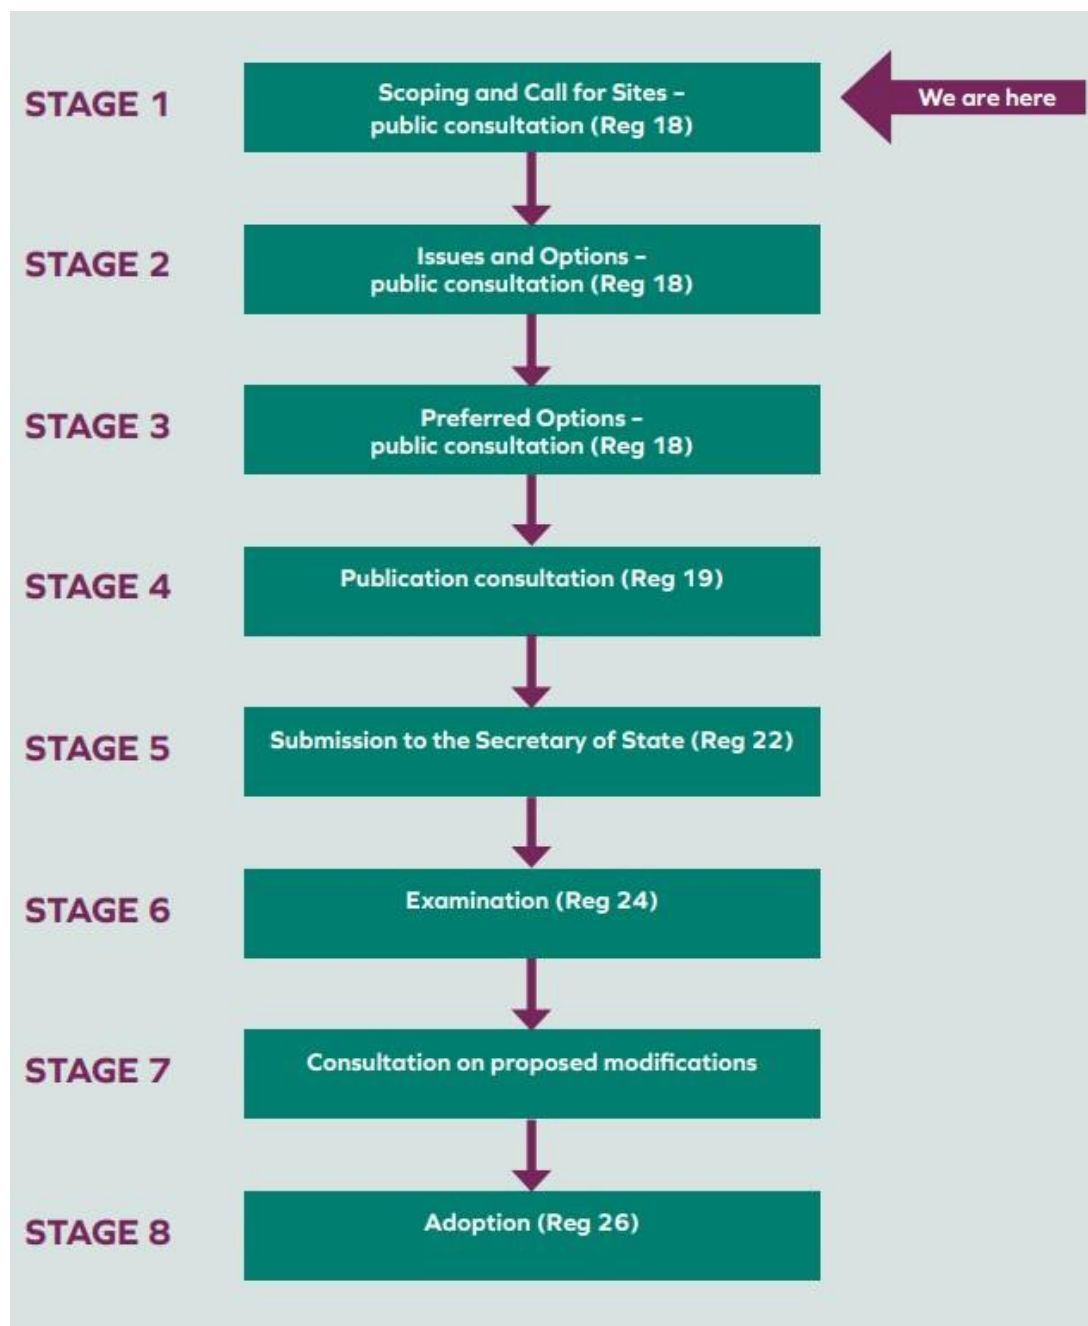 STAGE 1
Scoping and Call for Sites –
public consultation (Reg 18)
We are here
STAGE 2
Issues and Options –
public consultation (Reg 18)
STAGE 3
Preferred Options –
public consultation (Reg 18)
STAGE 4
Publication consultation (Reg 19)
STAGE 5
Submission to the Secretary of State (Reg 22)
STAGE 6
Examination (Reg 24)
STAGE 7
Consultation on proposed modifications
STAGE 8
Adoption (Reg 26)